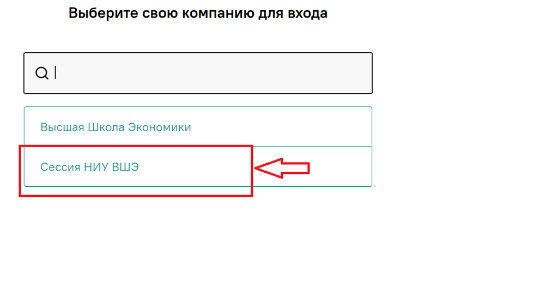 Выберите свою компанию для входа
Высшая Школа Экономики
Сессия НИУ ВШЭ